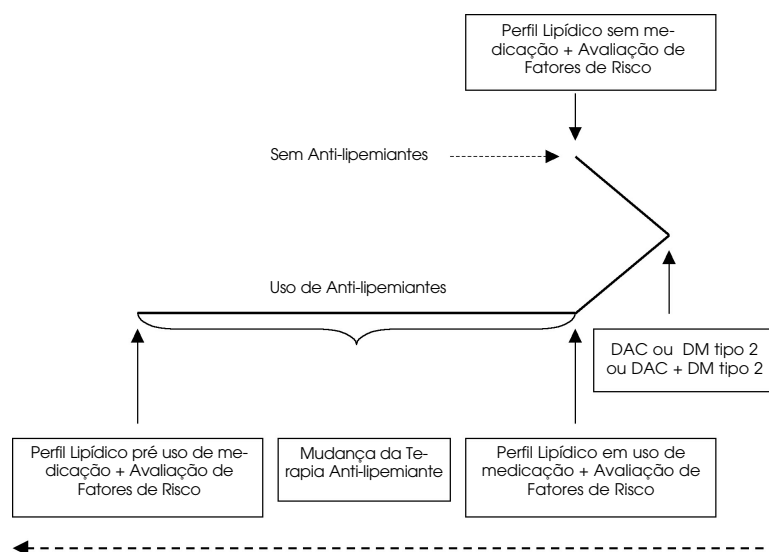 Perfil Lipídico sem me-
dicação + Avaliação de
Fatores de Risco
Sem Anti-lipemiantes
Uso de Anti-lipemiantes
DAC ou DM tipo 2
ou DAC + DM tipo 2
Perfil Lipídico pré uso de me-
dicação + Avaliação de
Fatores de Risco
Mudança da Te-
rapia Anti-lipemiante
Perfil Lipídico em uso de
medicação + Avaliação de
Fatores de Risco